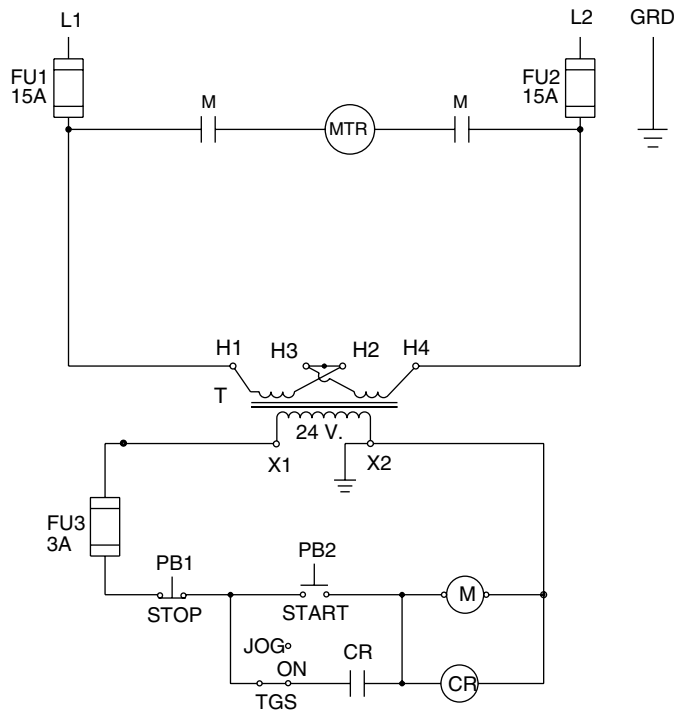 L1
L2
GRD
FU1
15A
FU2
15A
M
MTR
M
H1
H3
H2
H4
T
24 V.
X1
X2
FU3
3A
PB1
STOP
PB2
START
M
JOG
ON
TGS
CR
CR